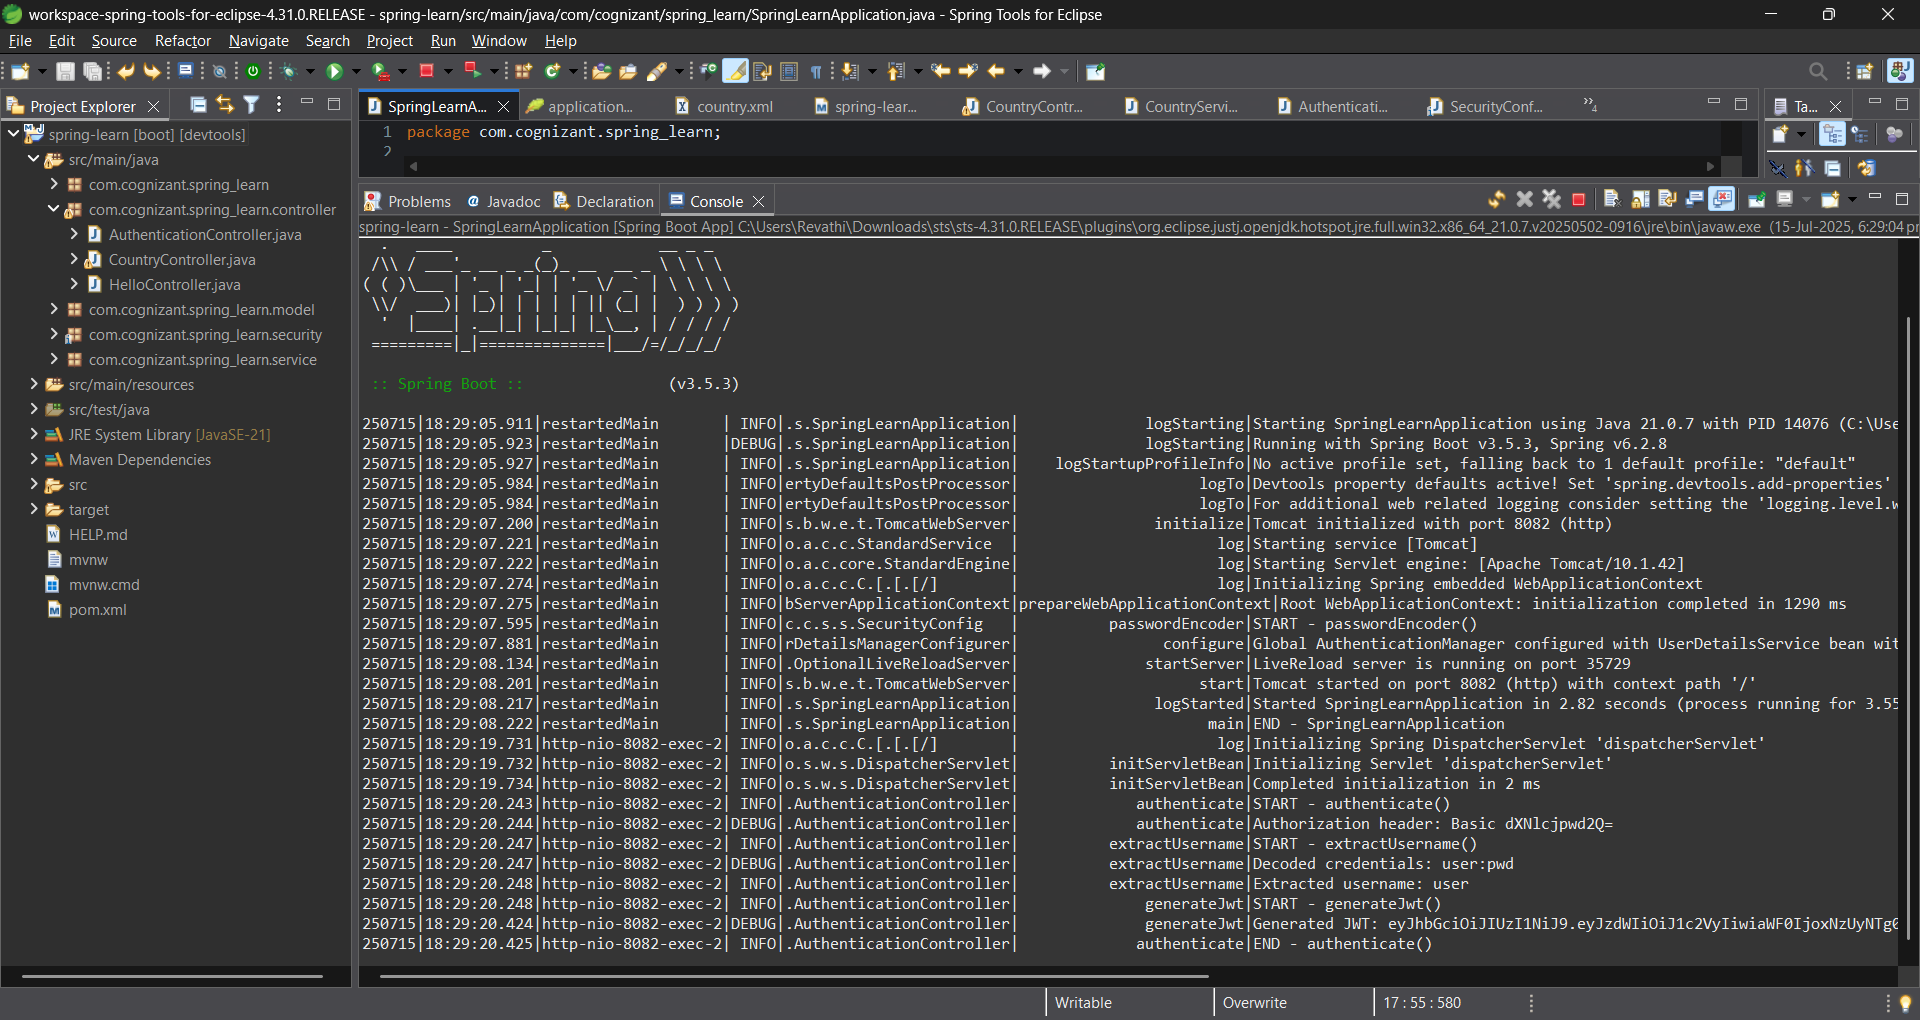 workspace-spring-tools-for-eclipse-4.31.0.RELEASE - spring-learn/src/main/java/com/cognizant/spring_learn/SpringLearnApplication.java - Spring Tools for Eclipse
File Edit Source Refactor Navigate Search Project Run Window Help
Project Explorer
spring-learn [boot] [devtools]
src/main/java
com.cognizant.spring_learn
com.cognizant.spring_learn.controller
AuthenticationController.java
CountryController.java
HelloController.java
com.cognizant.spring_learn.model
com.cognizant.spring_learn.security
com.cognizant.spring_learn.service
src/main/resources
src/test/java
JRE System Library [JavaSE-21]
Maven Dependencies
src
target
HELP.md
mvnw
mvnw.cmd
pom.xml
SpringLearnA... application... country.xml spring-lear... CountryContr... CountryServi... Authenticati... SecurityConf... »4
1 package com.cognizant.spring_learn;
2
Ta...
Problems Javadoc Declaration Console
spring-learn - SpringLearnApplication [Spring Boot App] C:\Users\Revathi\Downloads\sts\sts-4.31.0.RELEASE\plugins\org.eclipse.justj.openjdk.hotspot.jre.full.win32.x86_64_21.0.7.v20250502-0916\jre\bin\javaw.exe (15-Jul-2025, 6:29:04 pr
Spring
:: Spring Boot :: (v3.5.3)
250715|18:29:05.911|restartedMain | INFO|.s.SpringLearnApplication| logStarting|Starting SpringLearnApplication using Java 21.0.7 with PID 14076 (C:\Use
250715|18:29:05.923|restartedMain |DEBUG|.s.SpringLearnApplication| logStarting|Running with Spring Boot v3.5.3, Spring v6.2.8
250715|18:29:05.927|restartedMain | INFO|.s.SpringLearnApplication| logStartupProfileInfo|No active profile set, falling back to 1 default profile: "default"
250715|18:29:05.984|restartedMain | INFO|ertyDefaultsPostProcessor| logTo|Devtools property defaults active! Set 'spring.devtools.add-properties'
250715|18:29:05.984|restartedMain | INFO|ertyDefaultsPostProcessor| logTo|For additional web related logging consider setting the 'logging.level.w
250715|18:29:07.200|restartedMain | INFO|s.b.w.e.t.TomcatWebServer| initialize|Tomcat initialized with port 8082 (http)
250715|18:29:07.221|restartedMain | INFO|o.a.c.c.StandardService | log|Starting service [Tomcat]
250715|18:29:07.222|restartedMain | INFO|o.a.c.core.StandardEngine| log|Starting Servlet engine: [Apache Tomcat/10.1.42]
250715|18:29:07.274|restartedMain | INFO|o.a.c.c.C.[.[.[/] | log|Initializing Spring embedded WebApplicationContext
250715|18:29:07.275|restartedMain | INFO|bServerApplicationContext|prepareWebApplicationContext|Root WebApplicationContext: initialization completed in 1290 ms
250715|18:29:07.595|restartedMain | INFO|c.c.s.s.SecurityConfig | passwordEncoder|START - passwordEncoder()
250715|18:29:07.881|restartedMain | INFO|rDetailsManagerConfigurer| configure|Global AuthenticationManager configured with UserDetailsService bean wit
250715|18:29:08.134|restartedMain | INFO|.OptionalLiveReloadServer| startServer|LiveReload server is running on port 35729
250715|18:29:08.201|restartedMain | INFO|s.b.w.e.t.TomcatWebServer| start|Tomcat started on port 8082 (http) with context path '/'
250715|18:29:08.217|restartedMain | INFO|.s.SpringLearnApplication| logStarted|Started SpringLearnApplication in 2.82 seconds (process running for 3.55
250715|18:29:08.222|restartedMain | INFO|.s.SpringLearnApplication| main|END - SpringLearnApplication
250715|18:29:19.731|http-nio-8082-exec-2| INFO|o.a.c.c.C.[.[.[/] | log|Initializing Spring DispatcherServlet 'dispatcherServlet'
250715|18:29:19.732|http-nio-8082-exec-2| INFO|o.s.w.s.DispatcherServlet| initServletBean|Initializing Servlet 'dispatcherServlet'
250715|18:29:19.734|http-nio-8082-exec-2| INFO|o.s.w.s.DispatcherServlet| initServletBean|Completed initialization in 2 ms
250715|18:29:20.243|http-nio-8082-exec-2| INFO|.AuthenticationController| authenticate|START - authenticate()
250715|18:29:20.244|http-nio-8082-exec-2|DEBUG|.AuthenticationController| authenticate|Authorization header: Basic dXNlcjpwd2Q=
250715|18:29:20.247|http-nio-8082-exec-2| INFO|.AuthenticationController| extractUsername|START - extractUsername()
250715|18:29:20.247|http-nio-8082-exec-2|DEBUG|.AuthenticationController| extractUsername|Decoded credentials: user:pwd
250715|18:29:20.248|http-nio-8082-exec-2| INFO|.AuthenticationController| extractUsername|Extracted username: user
250715|18:29:20.248|http-nio-8082-exec-2| INFO|.AuthenticationController| generateJwt|START - generateJwt()
250715|18:29:20.424|http-nio-8082-exec-2|DEBUG|.AuthenticationController| generateJwt|Generated JWT: eyJhbGciOiJIUzI1NiJ9.eyJzdWIiOiJ1c2VyIiwiaWF0IjoxNzUyNTg0
250715|18:29:20.425|http-nio-8082-exec-2| INFO|.AuthenticationController| authenticate|END - authenticate()
Writable Overwrite 17 : 55 : 580